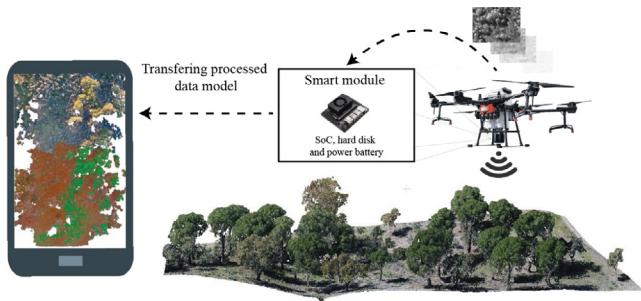 Transfering processed
data model
Smart module
SoC, hard disk
and power battery